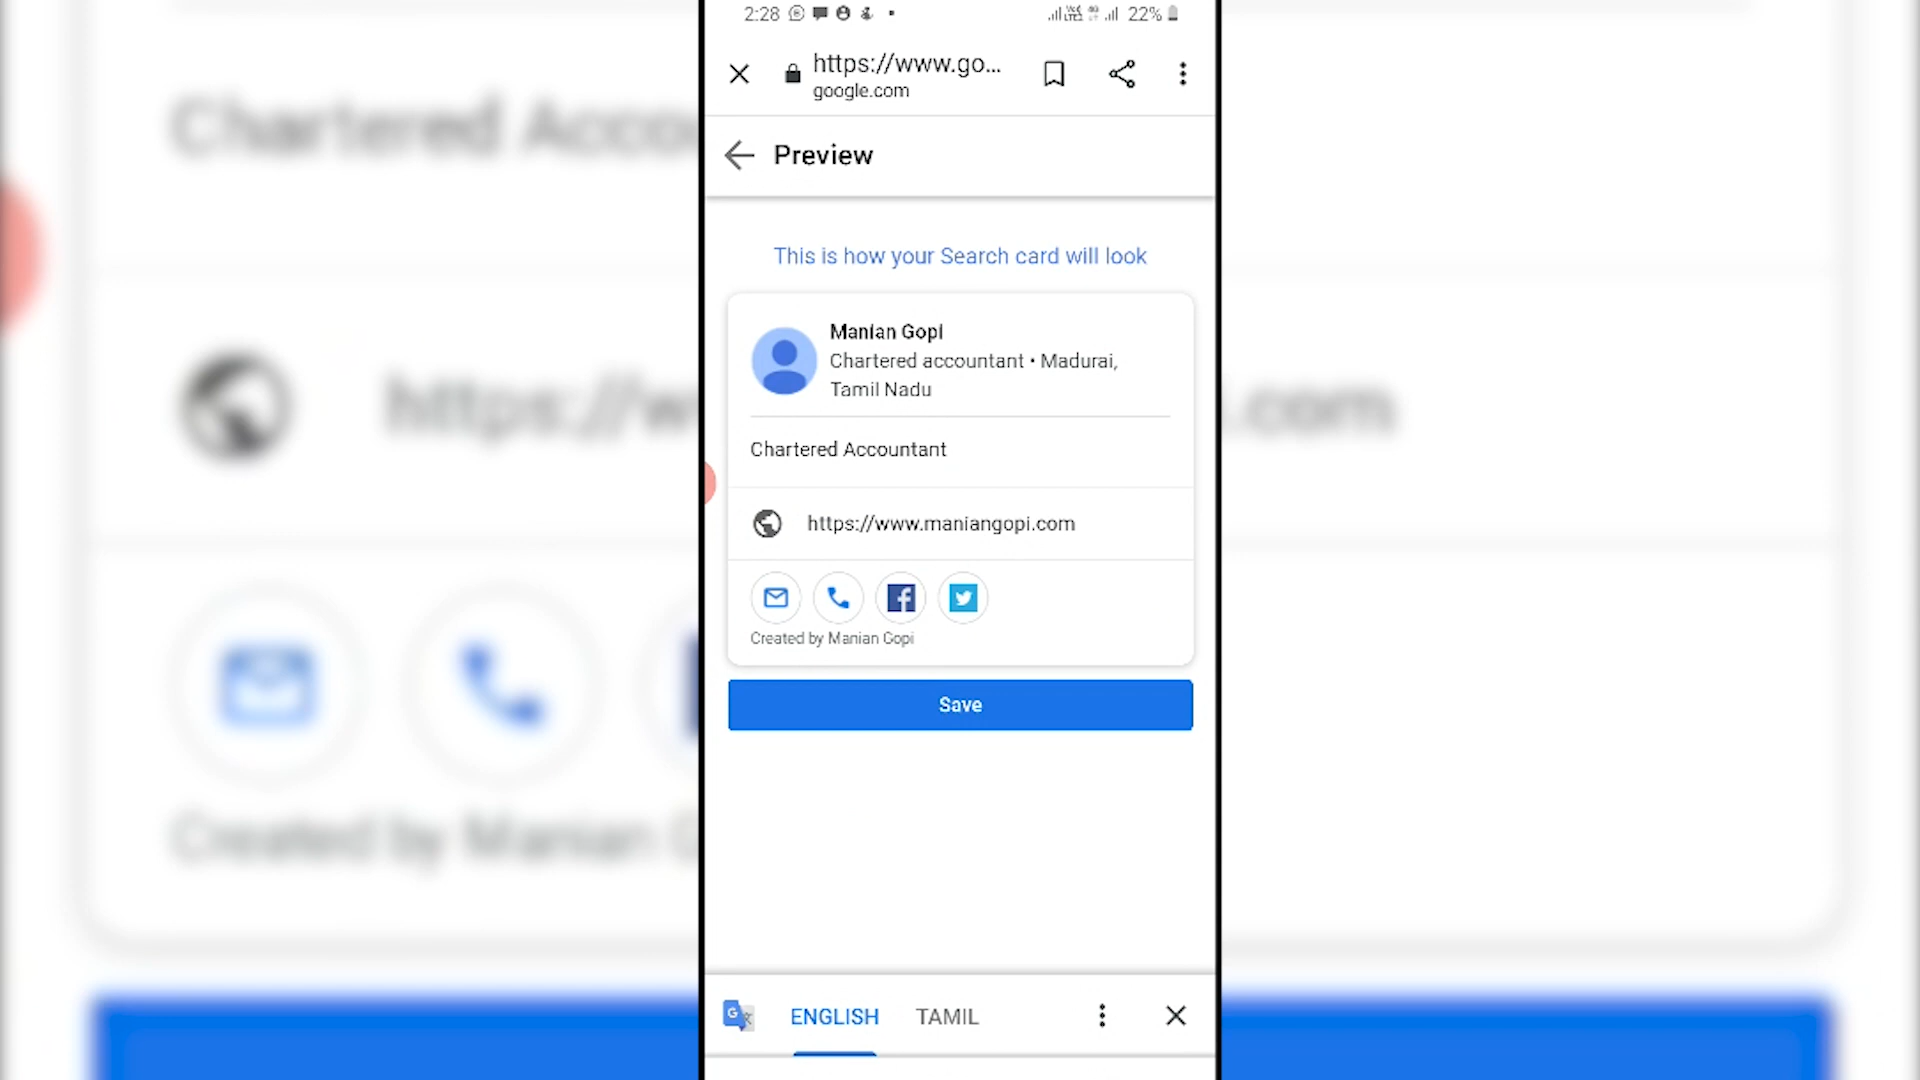 2:28
22%
https://www.go...
google.com
Preview
This is how your Search card will look
Manian Gopi
Chartered accountant • Madurai,
Tamil Nadu
Chartered Accountant
https://www.maniangopi.com
Created by Manian Gopi
Save
ENGLISH TAMIL